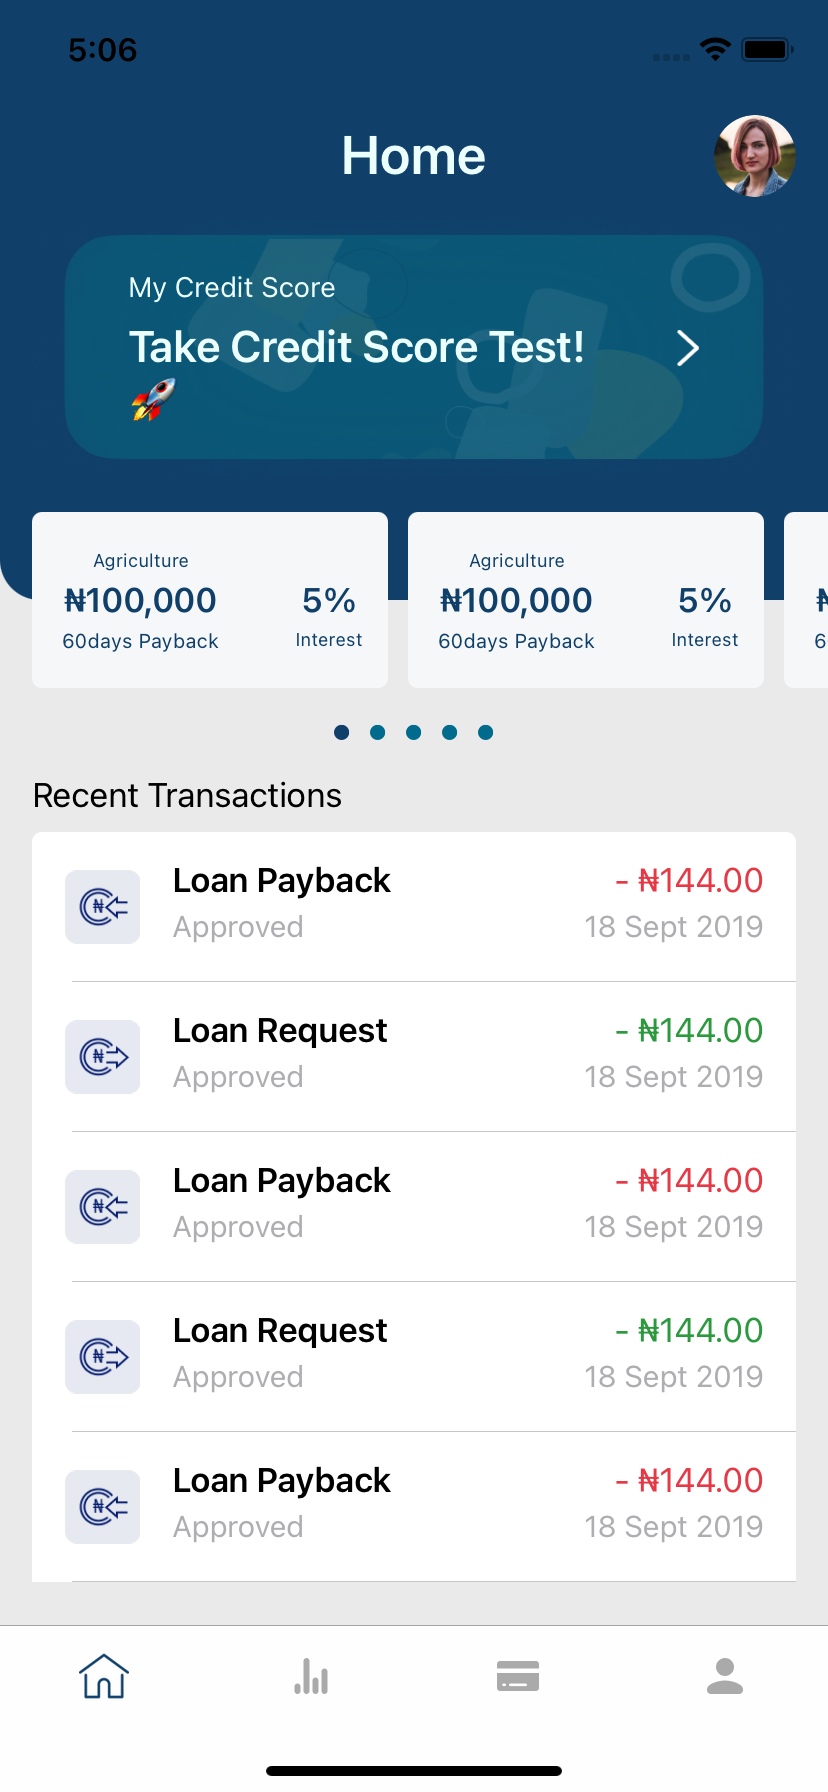 5:06
Home
My Credit Score
Take Credit Score Test!
🚀
Agriculture
₦100,000 5%
60days Payback Interest
Agriculture
₦100,000 5%
60days Payback Interest
Recent Transactions
Loan Payback - ₦144.00
Approved 18 Sept 2019
Loan Request - ₦144.00
Approved 18 Sept 2019
Loan Payback - ₦144.00
Approved 18 Sept 2019
Loan Request - ₦144.00
Approved 18 Sept 2019
Loan Payback - ₦144.00
Approved 18 Sept 2019